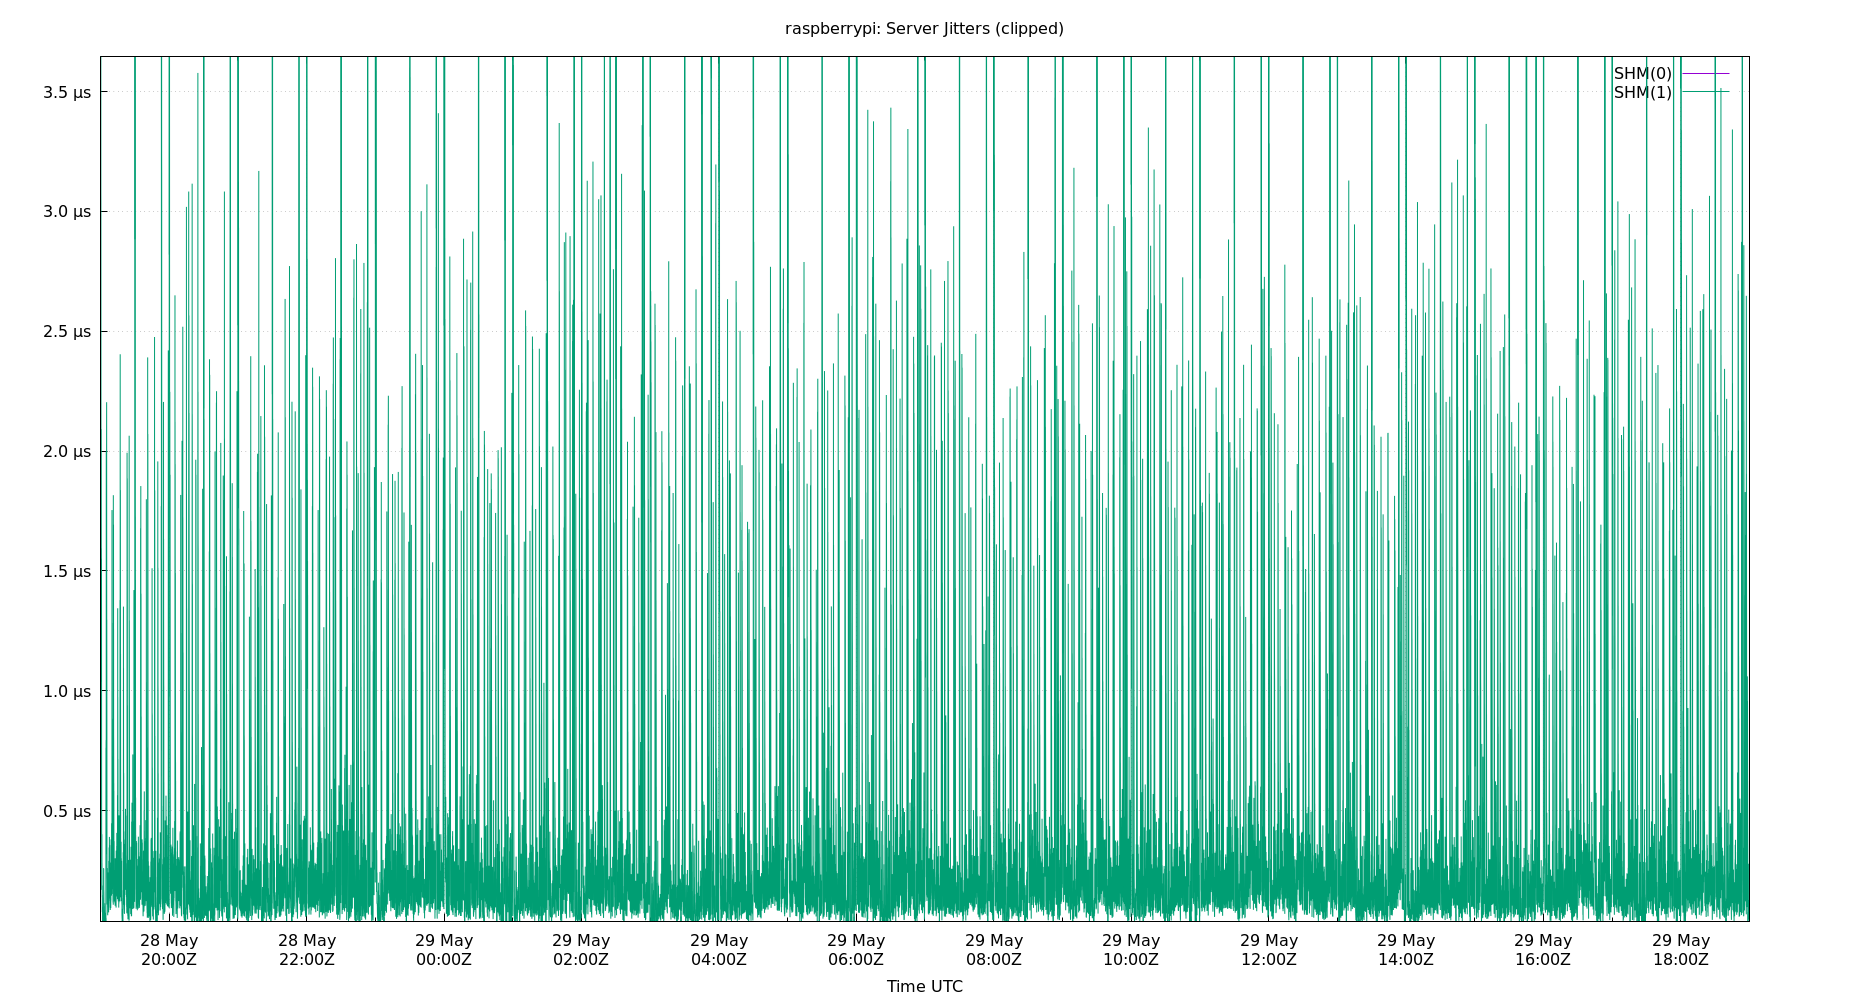 raspberrypi: Server Jitters (clipped)
SHM(0)
SHM(1)
3.5 µs
3.0 µs
2.5 µs
2.0 µs
1.5 µs
1.0 µs
0.5 µs
28 May 28 May 29 May 29 May 29 May 29 May 29 May 29 May 29 May 29 May 29 May 29 May
20:00Z 22:00Z 00:00Z 02:00Z 04:00Z 06:00Z 08:00Z 10:00Z 12:00Z 14:00Z 16:00Z 18:00Z
Time UTC